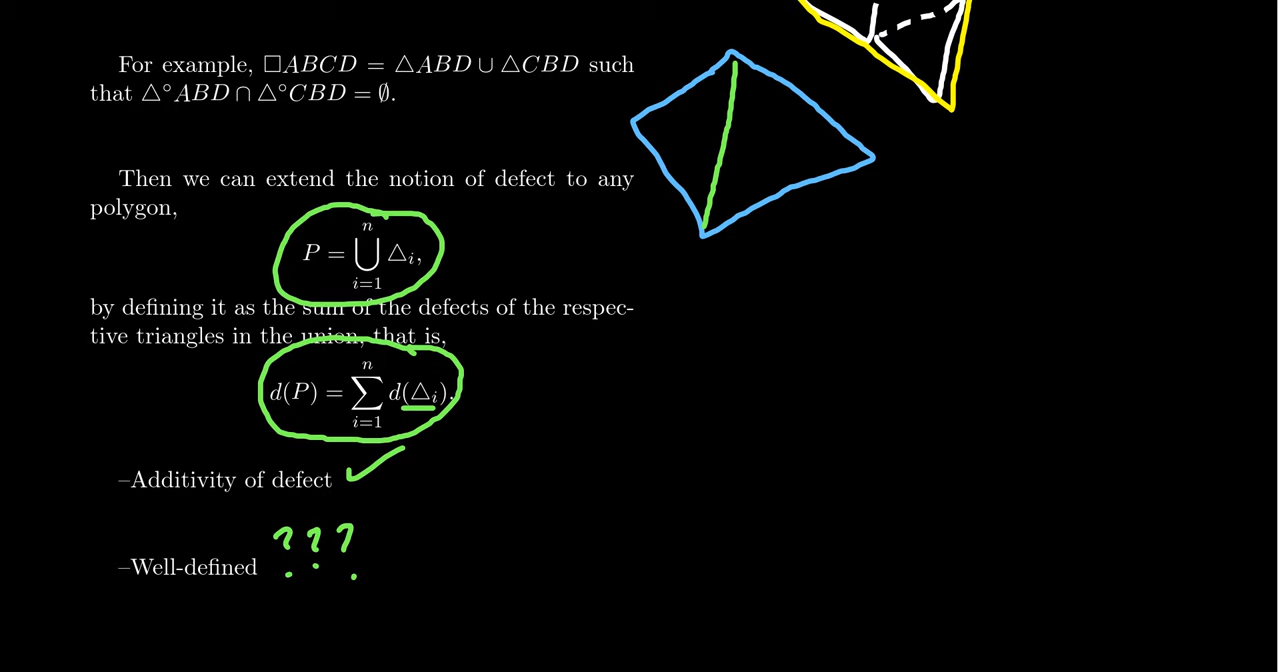 For example, □ABCD = △ABD ∪ △CBD such
that △°ABD ∩ △°CBD = ∅.
Then we can extend the notion of defect to any
polygon,
P = ⋃_{i=1}^{n} △_i,
by defining it as the sum of the defects of the respec-
tive triangles in the union, that is,
d(P) = ∑_{i=1}^{n} d(△_i).
–Additivity of defect ✓
–Well-defined ???